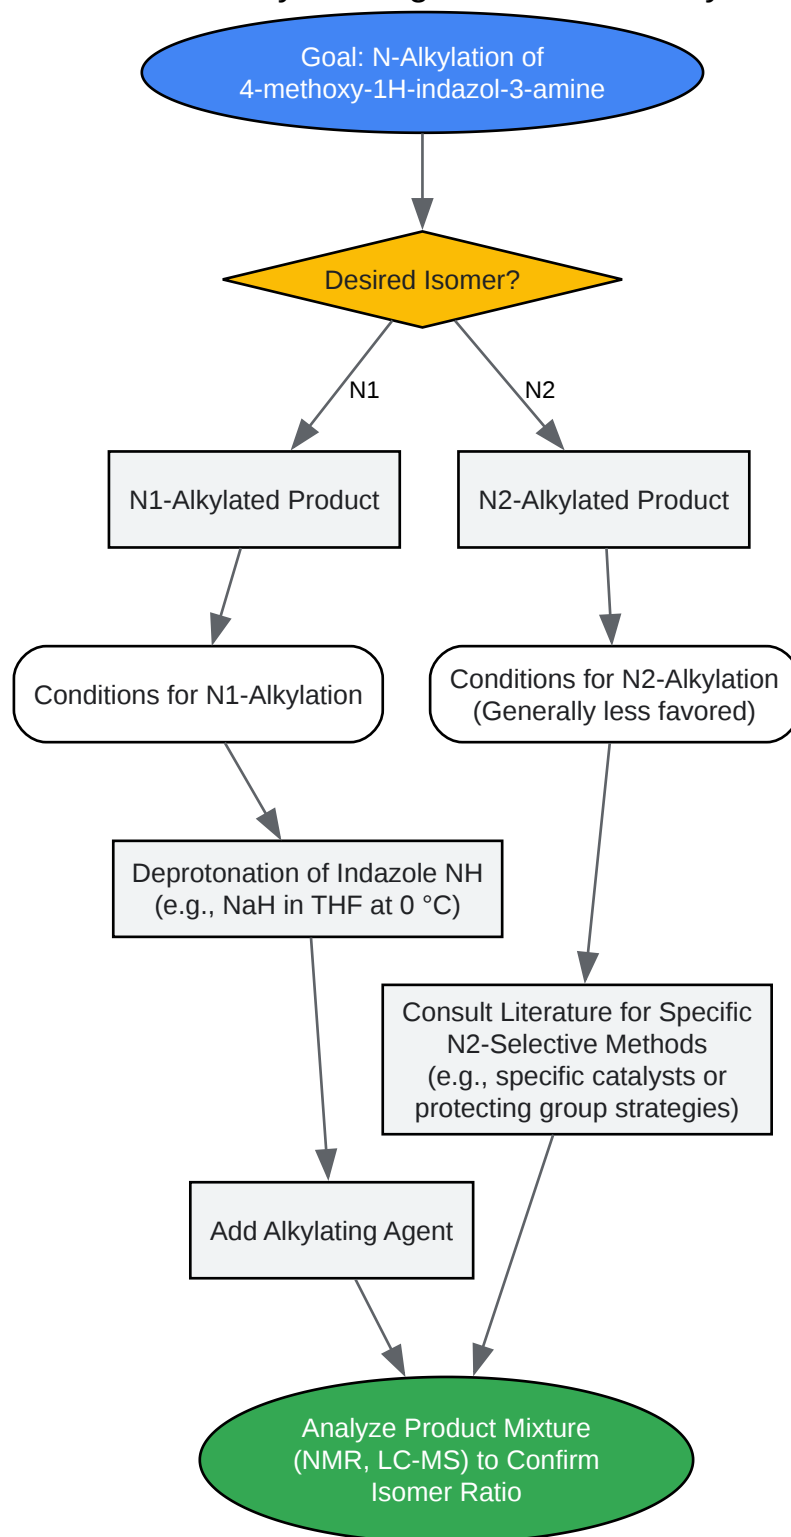 Goal: N-Alkylation of
4-methoxy-1H-indazol-3-amine
Desired Isomer?
N1
N2
N1-Alkylated Product
N2-Alkylated Product
Conditions for N1-Alkylation
Conditions for N2-Alkylation
(Generally less favored)
Deprotonation of Indazole NH
(e.g., NaH in THF at 0 °C)
Consult Literature for Specific
N2-Selective Methods
(e.g., specific catalysts or
protecting group strategies)
Add Alkylating Agent
Analyze Product Mixture
(NMR, LC-MS) to Confirm
Isomer Ratio